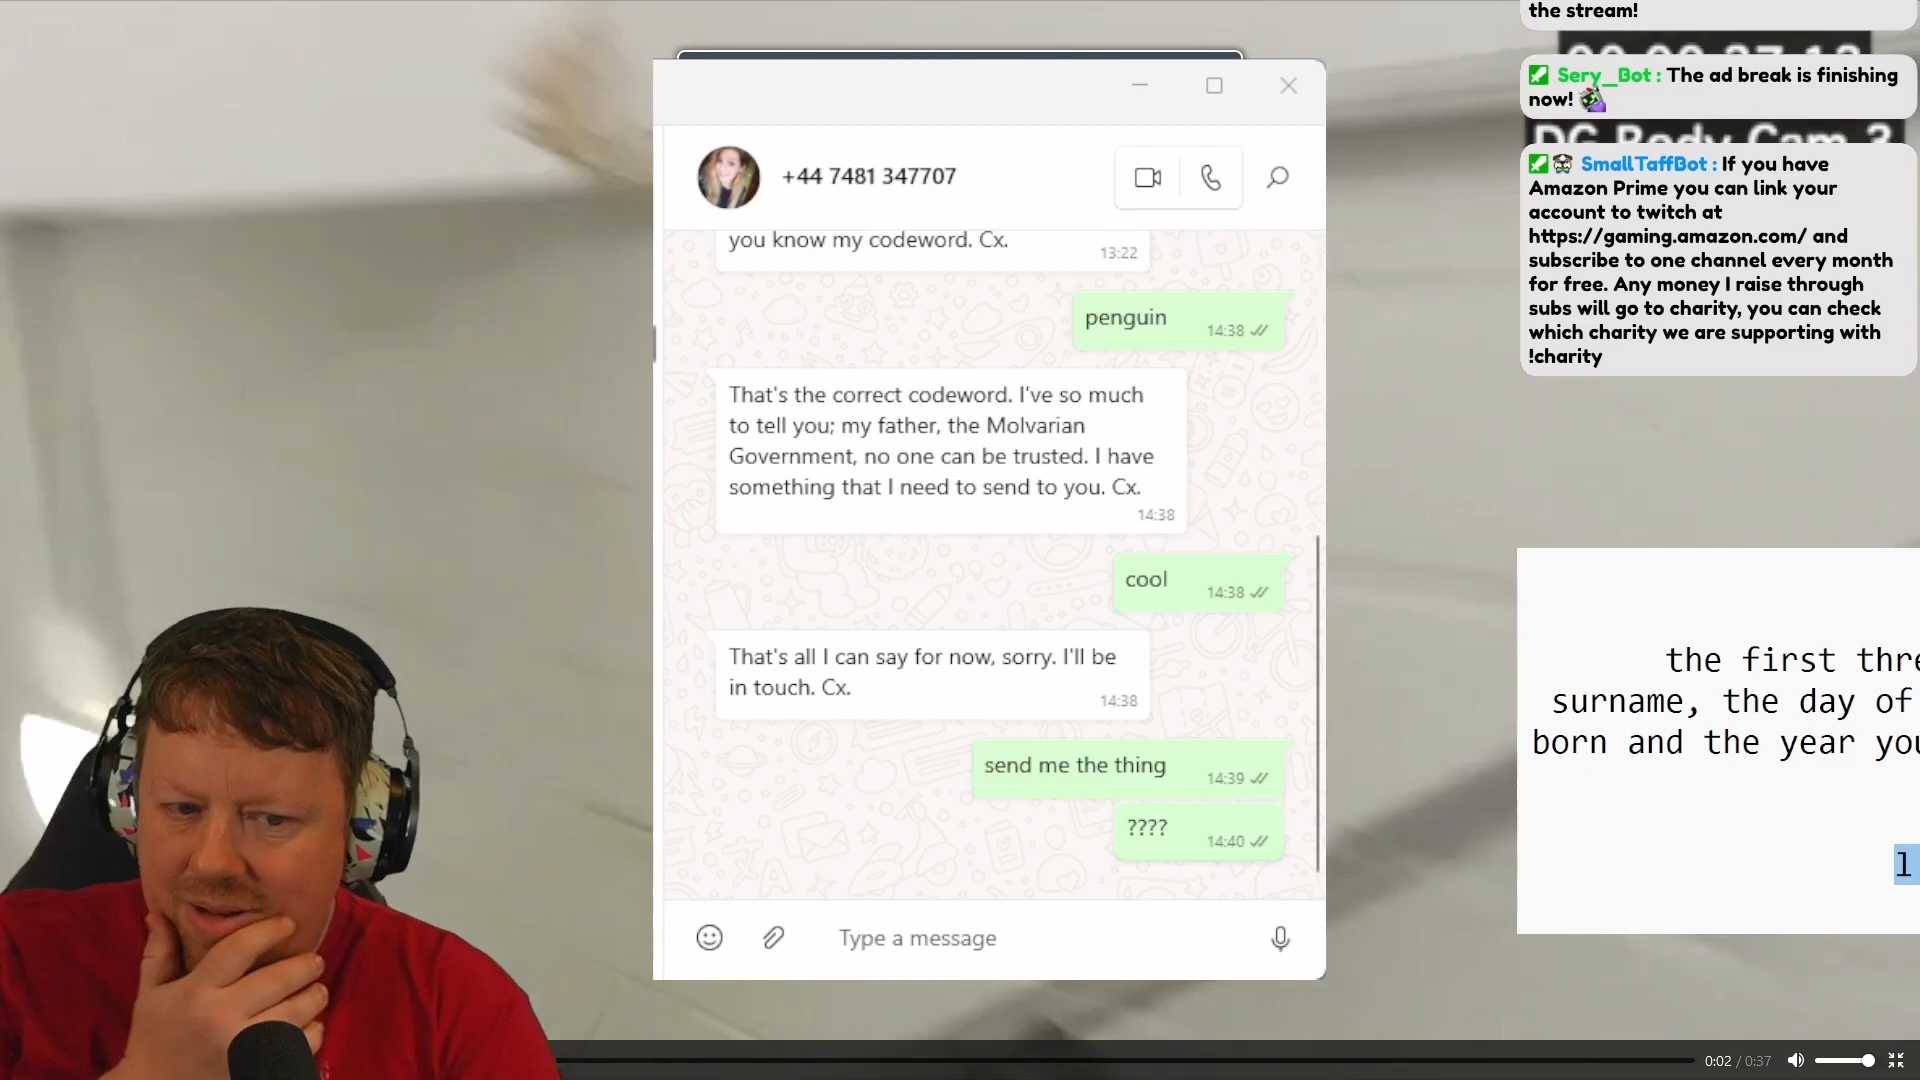 the stream!
Sery_Bot : The ad break is finishing
now!
SmallTaffBot : If you have
Amazon Prime you can link your
account to twitch at
https://gaming.amazon.com/ and
subscribe to one channel every month
for free. Any money I raise through
subs will go to charity, you can check
which charity we are supporting with
!charity
DC Body Cam 3
+44 7481 347707
you know my codeword. Cx.
13:22
penguin
14:38
That's the correct codeword. I've so much
to tell you; my father, the Molvarian
Government, no one can be trusted. I have
something that I need to send to you. Cx.
14:38
cool
14:38
That's all I can say for now, sorry. I'll be
in touch. Cx.
14:38
send me the thing
14:39
????
14:40
Type a message
the first thre
surname, the day of
born and the year you
l
0:02 / 0:37